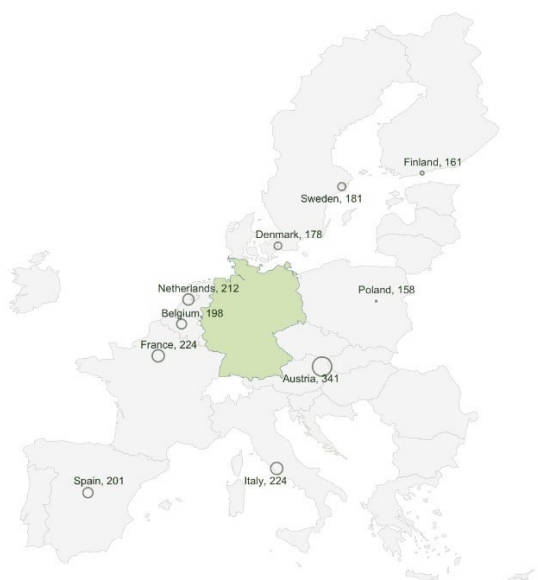 Finland, 161
Sweden, 181
Denmark, 178
Netherlands, 212
Poland, 158
Belgium, 198
France, 224
Austria, 341
Spain, 201
Italy, 224